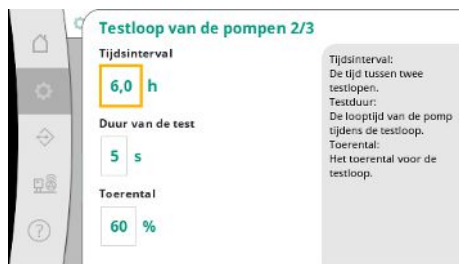 Testloop van de pompen 2/3
Tijdsinterval
6,0 h
Duur van de test
5 s
Toerental
60 %
Tijdsinterval:
De tijd tussen twee
testlopen.
Testduur:
De looptijd van de pomp
tijdens de testloop.
Toerental:
Het toerental voor de
testloop.
?